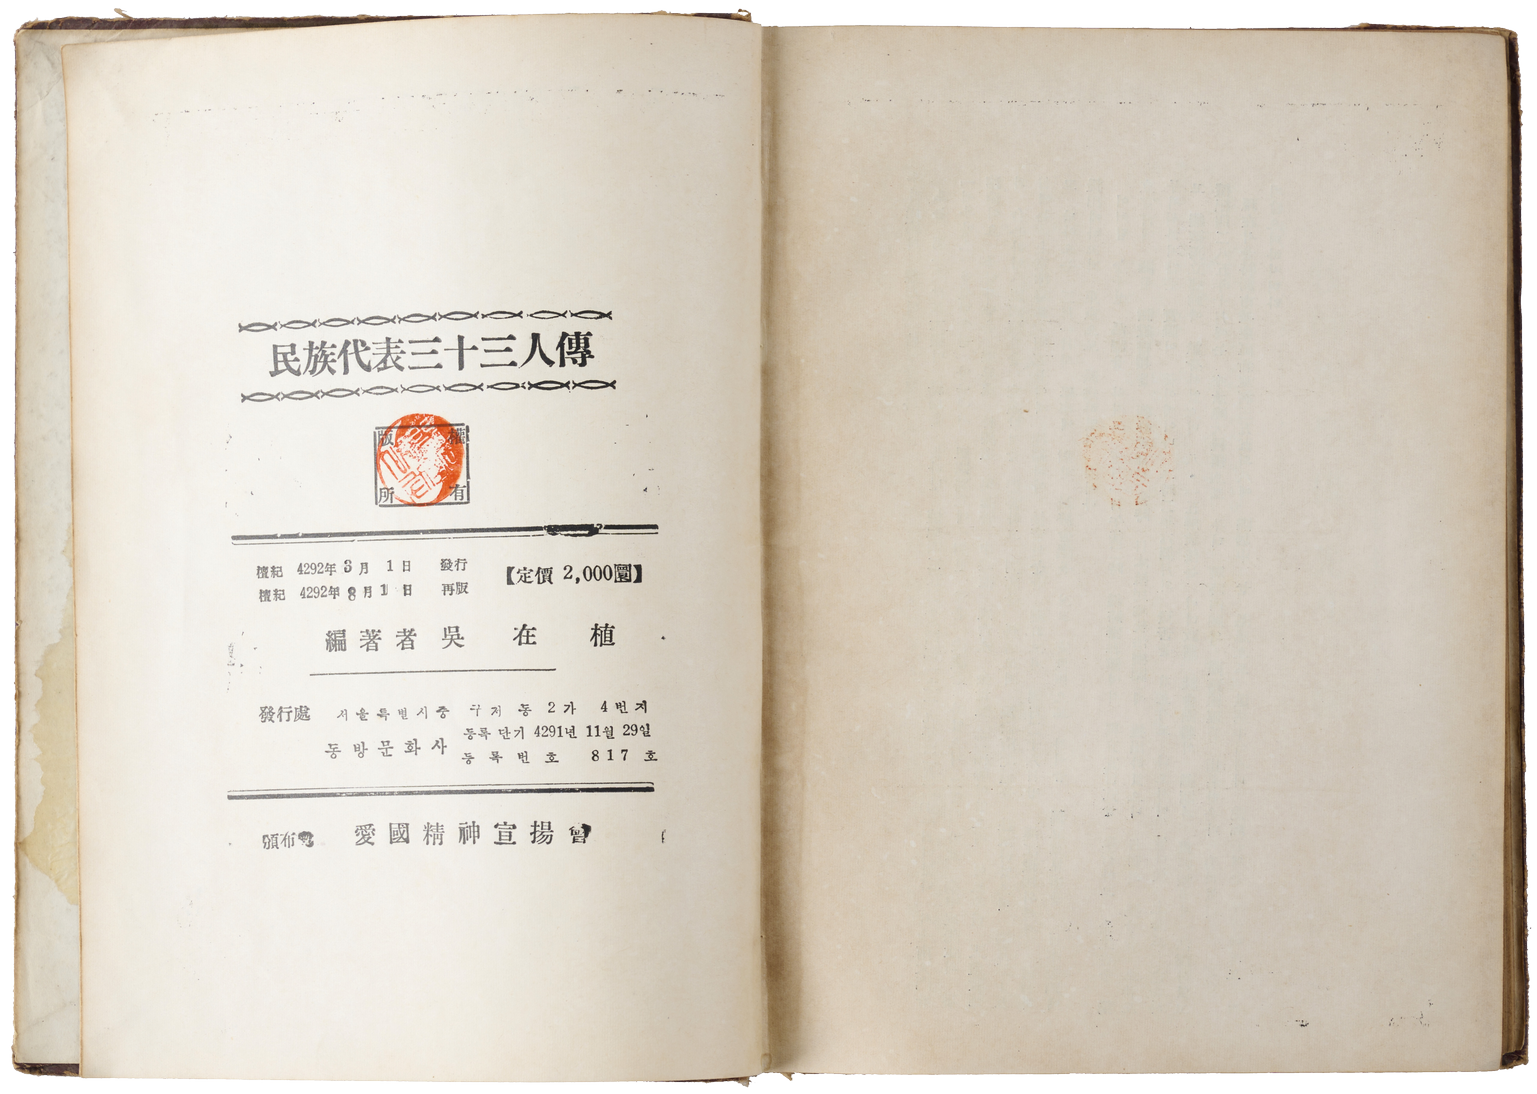 民族代表三十三人傳
版權
所有
檀紀 4292年 3月 1日 發行
檀紀 4292年 8月 1日 再版
【定價 2,000圜】
編著者 吳在植
發行處 서울특별시중구저동 2가 4번지
동방문화사
등록 단기 4291년 11월 29일
등록번호 817호
頒布 愛國精神宣揚會